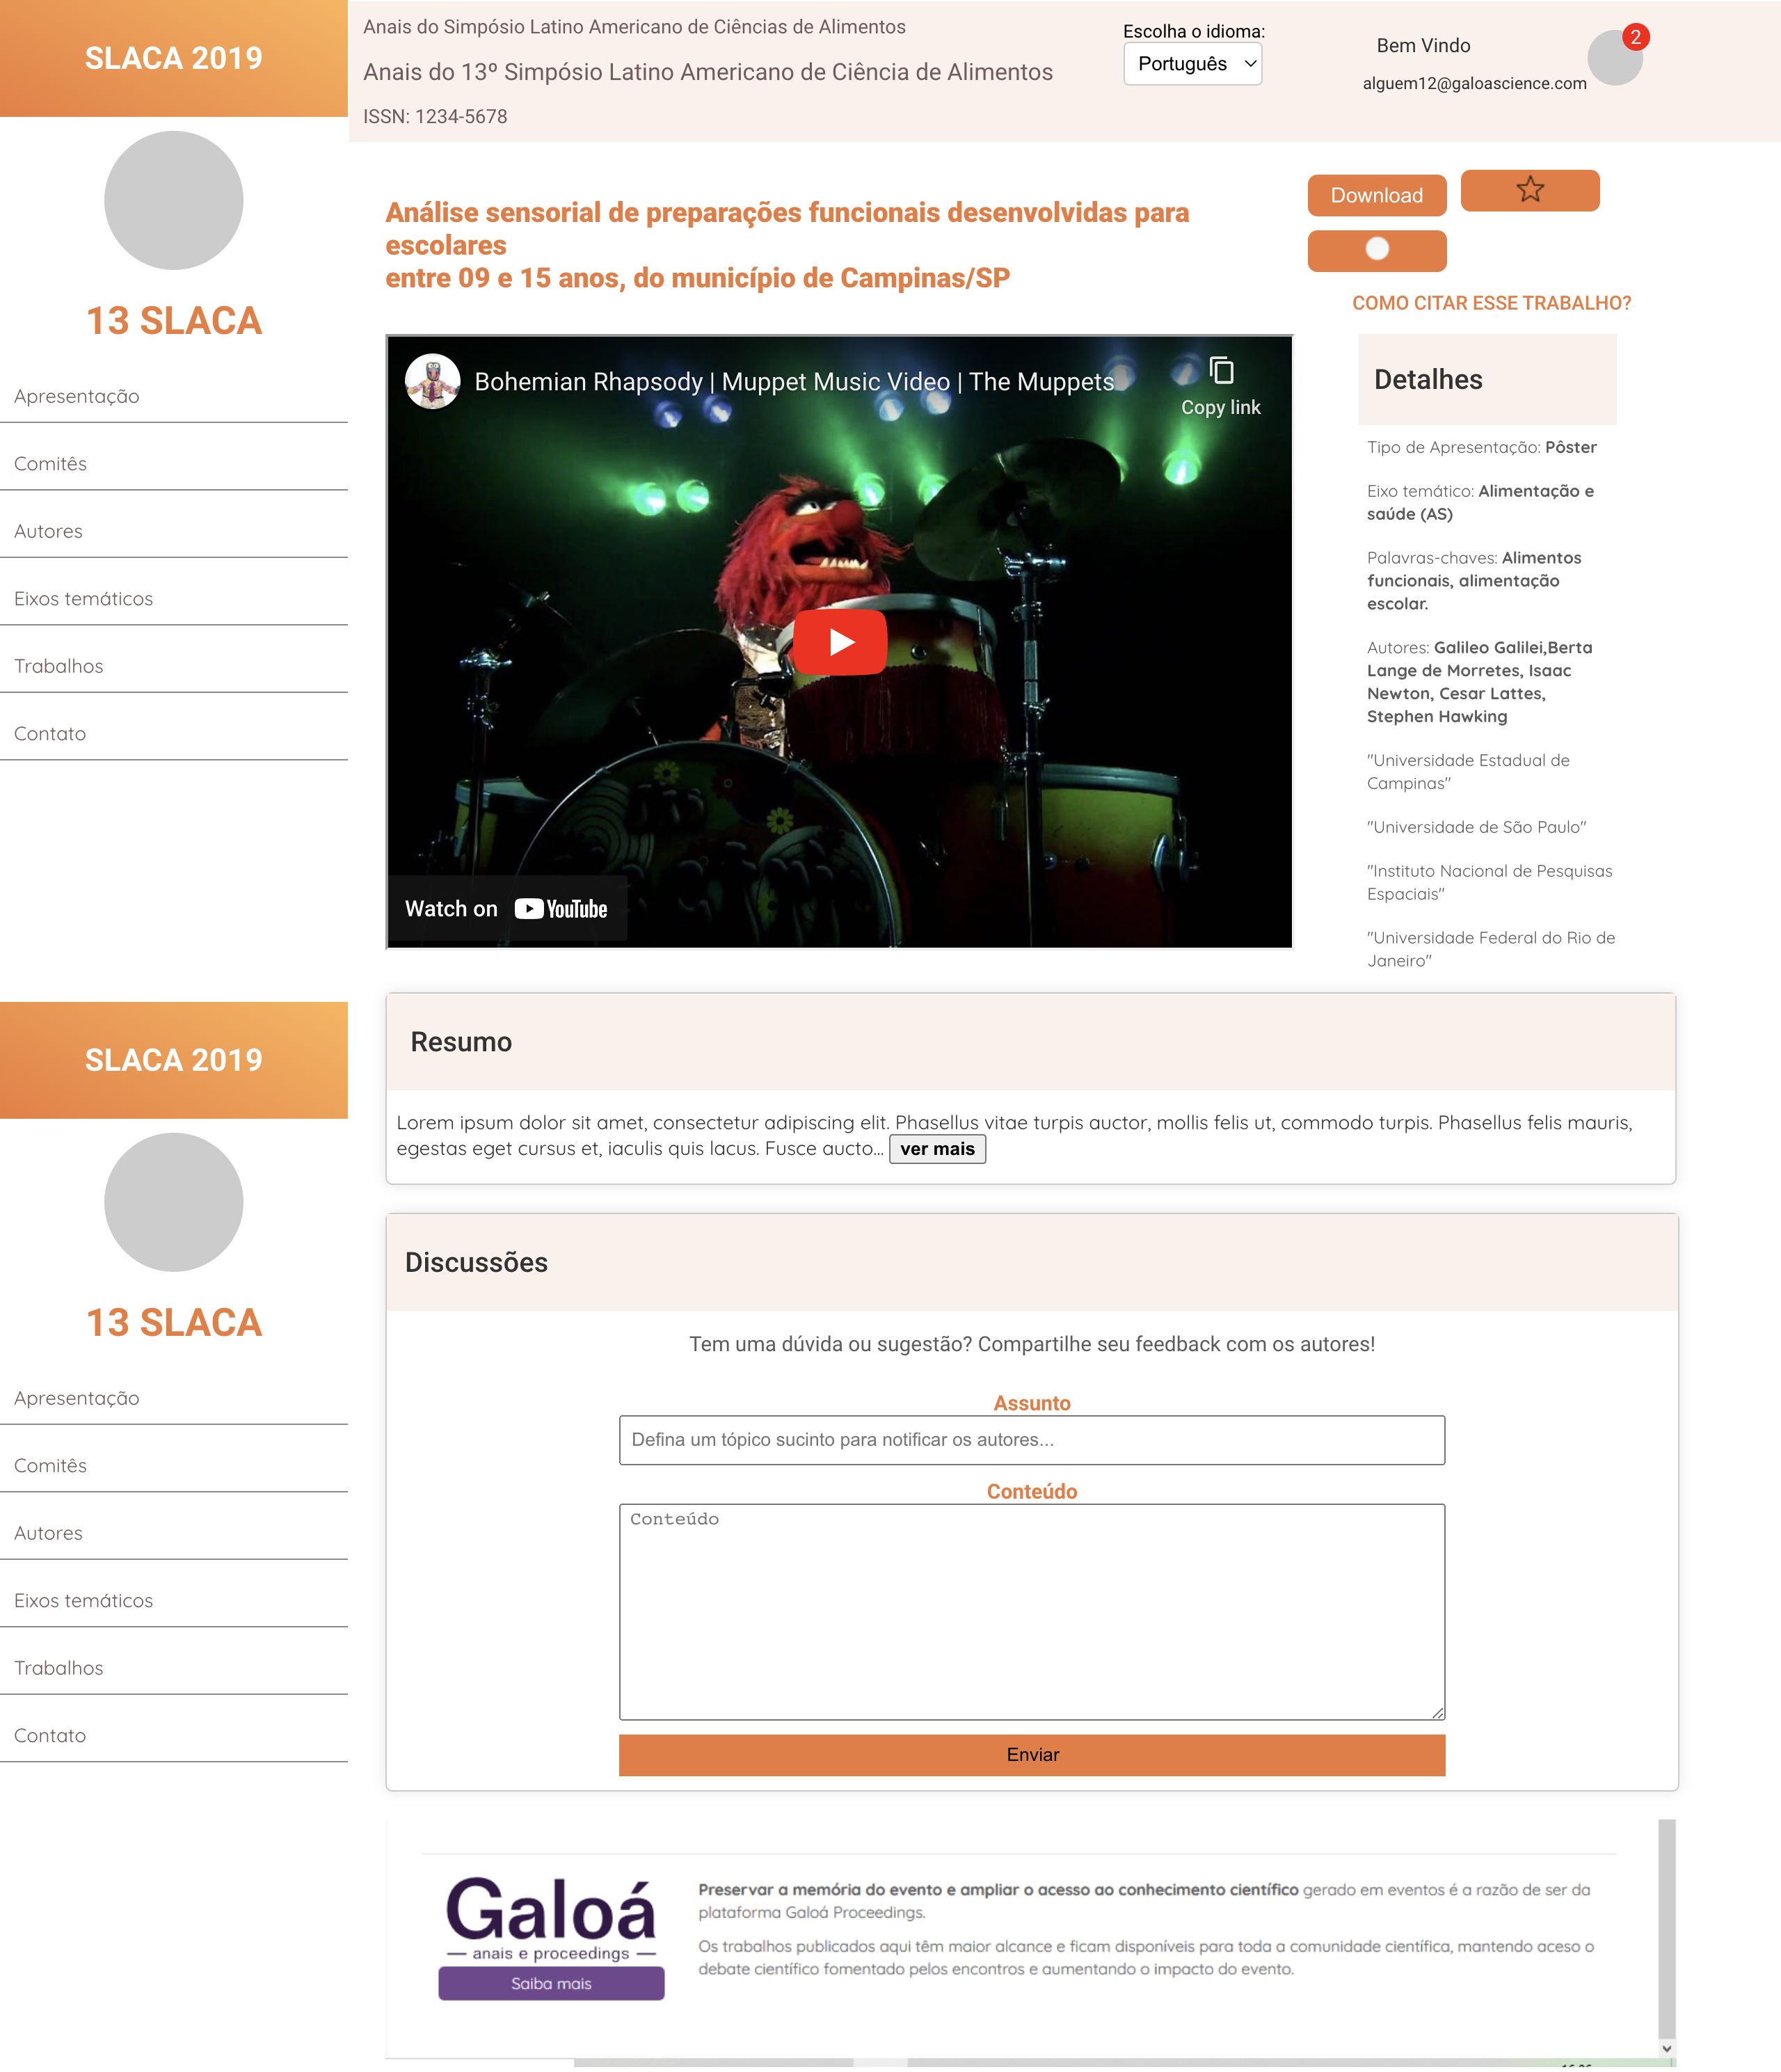 SLACA 2019
13 SLACA
Apresentação
Comitês
Autores
Eixos temáticos
Trabalhos
Contato
Anais do Simpósio Latino Americano de Ciências de Alimentos
Anais do 13º Simpósio Latino Americano de Ciência de Alimentos
ISSN: 1234-5678
Escolha o idioma:
Português
Bem Vindo
alguem12@galoascience.com
2
Análise sensorial de preparações funcionais desenvolvidas para
escolares
entre 09 e 15 anos, do município de Campinas/SP
Download
COMO CITAR ESSE TRABALHO?
Bohemian Rhapsody | Muppet Music Video | The Muppets
Copy link
Watch on YouTube
Detalhes
Tipo de Apresentação: Pôster
Eixo temático: Alimentação e
saúde (AS)
Palavras-chaves: Alimentos
funcionais, alimentação
escolar.
Autores: Galileo Galilei,Berta
Lange de Morretes, Isaac
Newton, Cesar Lattes,
Stephen Hawking
"Universidade Estadual de
Campinas"
"Universidade de São Paulo"
"Instituto Nacional de Pesquisas
Espaciais"
"Universidade Federal do Rio de
Janeiro"
SLACA 2019
13 SLACA
Apresentação
Comitês
Autores
Eixos temáticos
Trabalhos
Contato
Resumo
Lorem ipsum dolor sit amet, consectetur adipiscing elit. Phasellus vitae turpis auctor, mollis felis ut, commodo turpis. Phasellus felis mauris,
egestas eget cursus et, iaculis quis lacus. Fusce aucto... ver mais
Discussões
Tem uma dúvida ou sugestão? Compartilhe seu feedback com os autores!
Assunto
Defina um tópico sucinto para notificar os autores...
Conteúdo
Conteúdo
Enviar
Galoá
anais e proceedings
Saiba mais
Preservar a memória do evento e ampliar o acesso ao conhecimento científico gerado em eventos é a razão de ser da
plataforma Galoá Proceedings.
Os trabalhos publicados aqui têm maior alcance e ficam disponíveis para toda a comunidade científica, mantendo aceso o
debate científico fomentado pelos encontros e aumentando o impacto do evento.